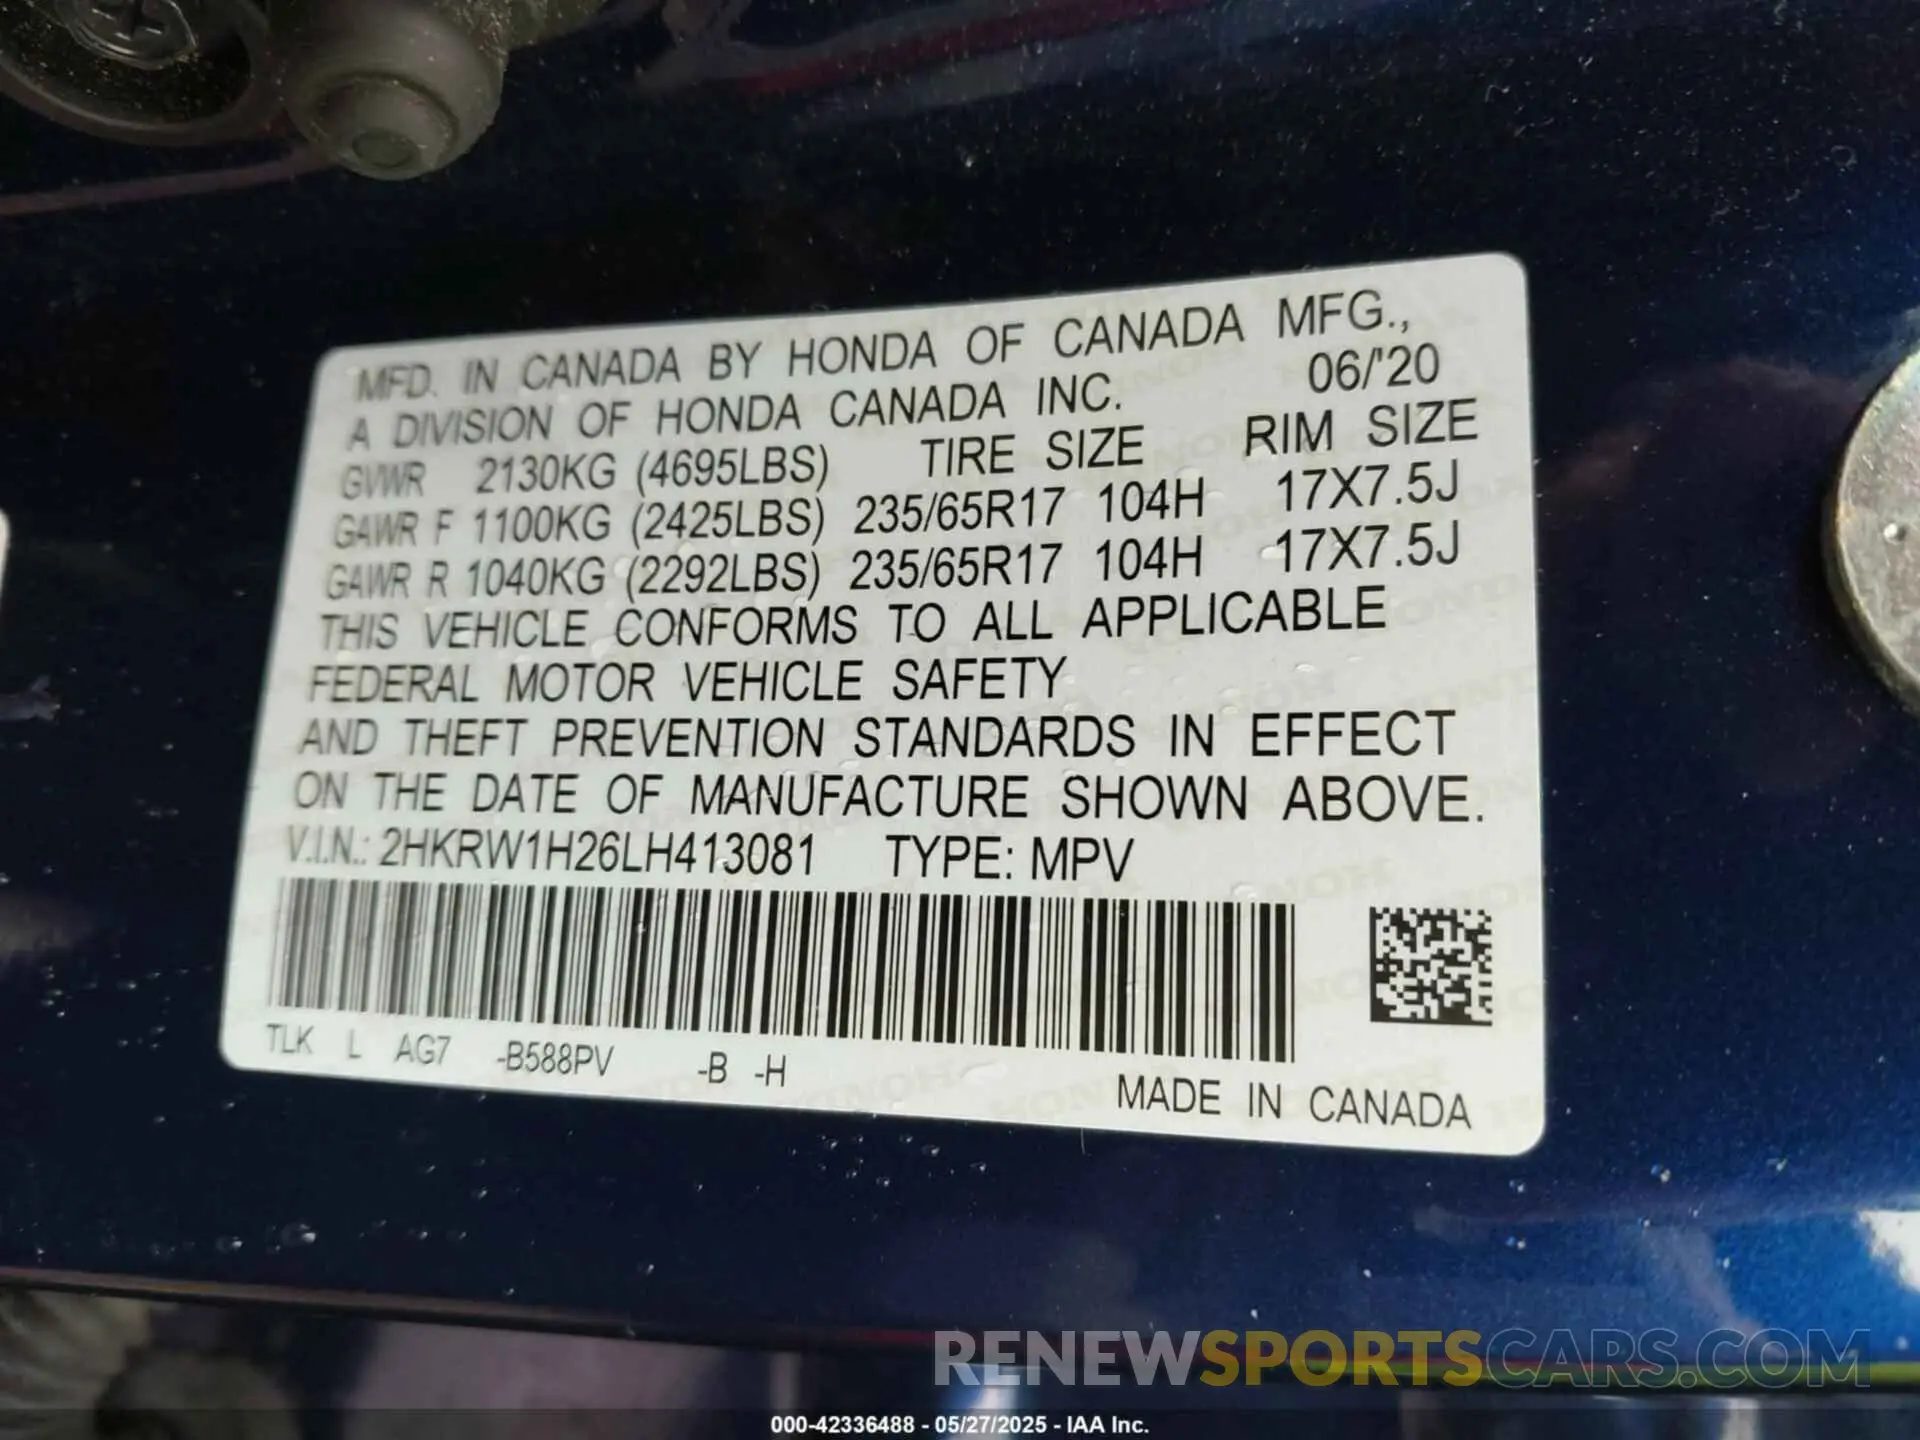 MFD. IN CANADA BY HONDA OF CANADA MFG.,
A DIVISION OF HONDA CANADA INC. 06/'20
GVWR 2130KG (4695LBS) TIRE SIZE RIM SIZE
GAWR F 1100KG (2425LBS) 235/65R17 104H 17X7.5J
GAWR R 1040KG (2292LBS) 235/65R17 104H 17X7.5J
THIS VEHICLE CONFORMS TO ALL APPLICABLE
FEDERAL MOTOR VEHICLE SAFETY
AND THEFT PREVENTION STANDARDS IN EFFECT
ON THE DATE OF MANUFACTURE SHOWN ABOVE.
V.I.N.: 2HKRW1H26LH413081 TYPE: MPV
TLK L AG7 -B588PV -B -H
MADE IN CANADA
RENEWSPORTSCARS.COM
000-42336488 - 05/27/2025 - IAA Inc.